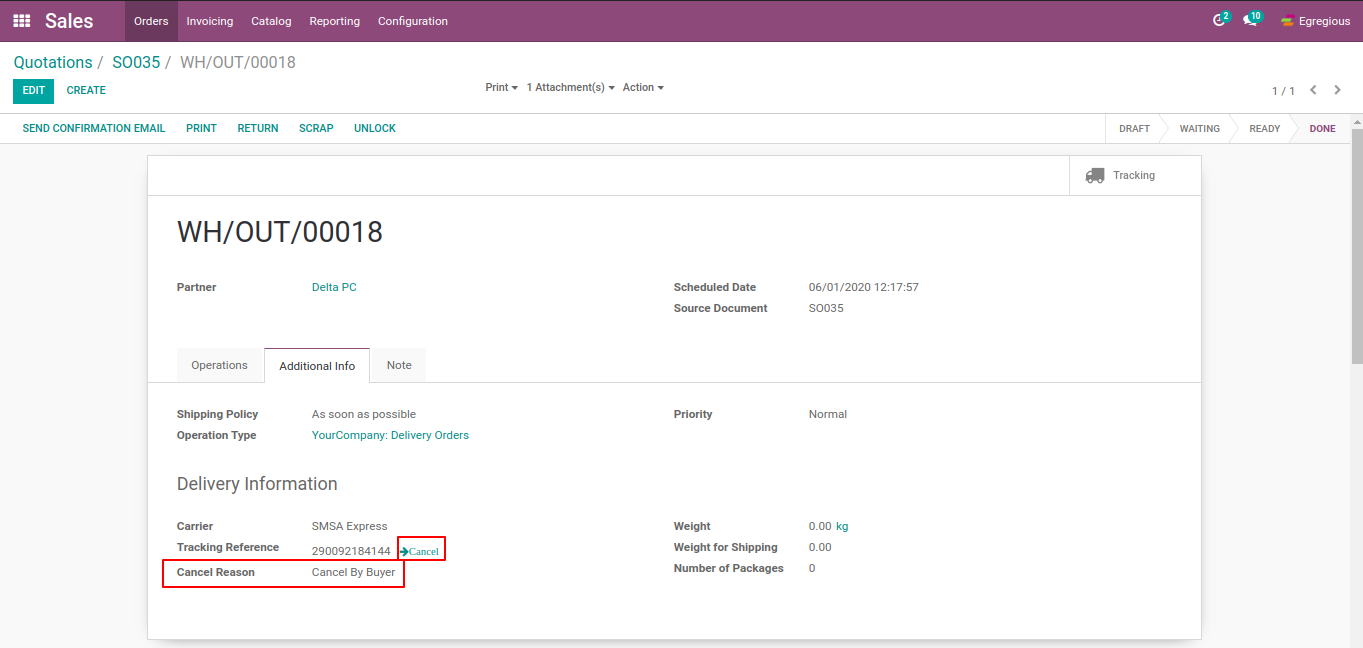 Sales Orders Invoicing Catalog Reporting Configuration 2 10 Egregious
Quotations / SO035 / WH/OUT/00018
EDIT CREATE Print 1 Attachment(s) Action 1 / 1
SEND CONFIRMATION EMAIL PRINT RETURN SCRAP UNLOCK DRAFT WAITING READY DONE
Tracking
WH/OUT/00018
Partner Delta PC Scheduled Date 06/01/2020 12:17:57
Source Document SO035
Operations Additional Info Note
Shipping Policy As soon as possible Priority Normal
Operation Type YourCompany: Delivery Orders
Delivery Information
Carrier SMSA Express Weight 0.00 kg
Tracking Reference 290092184144 Cancel Weight for Shipping 0.00
Cancel Reason Cancel By Buyer Number of Packages 0